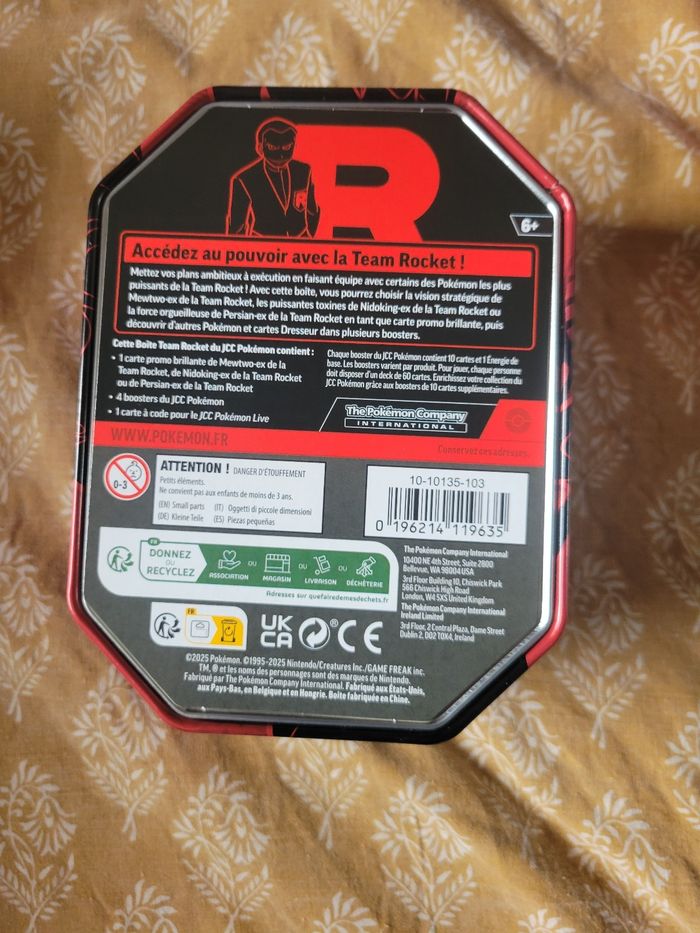 R
6+
Accédez au pouvoir avec la Team Rocket !
Mettez vos plans ambitieux à exécution en faisant équipe avec certains des Pokémon les plus
puissants de la Team Rocket ! Avec cette boîte, vous pourrez choisir la vision stratégique de
Mewtwo-ex de la Team Rocket, les puissantes toxines de Nidoking-ex de la Team Rocket ou
la force orgueilleuse de Persian-ex de la Team Rocket en tant que carte promo brillante, puis
découvrir d'autres Pokémon et cartes Dresseur dans plusieurs boosters.
Cette Boîte Team Rocket du JCC Pokémon contient :
• 1 carte promo brillante de Mewtwo-ex de la
Team Rocket, de Nidoking-ex de la Team Rocket
ou de Persian-ex de la Team Rocket
• 4 boosters du JCC Pokémon
• 1 carte à code pour le JCC Pokémon Live
Chaque booster du JCC Pokémon contient 10 cartes et 1 Énergie de
base. Les boosters varient par produit. Pour jouer, chaque personne
doit disposer d'un deck de 60 cartes. Enrichissez votre collection du
JCC Pokémon grâce aux boosters de 10 cartes supplémentaires.
The Pokémon Company
INTERNATIONAL
WWW.POKEMON.FR
Conservez ces adresses.
0-3
ATTENTION ! DANGER D'ÉTOUFFEMENT
Petits éléments.
Ne convient pas aux enfants de moins de 3 ans.
(EN) Small parts (IT) Oggetti di piccole dimensioni
(DE) Kleine Teile (ES) Piezas pequeñas
10-10135-103
0 196214 119635
FR
DONNEZ
OU
RECYCLEZ
ASSOCIATION
OU
MAGASIN
OU
LIVRAISON
OU
DÉCHÈTERIE
Adresses sur quefairedemesdechets.fr
The Pokémon Company International
10400 NE 4th Street, Suite 2800
Bellevue, WA 98004 USA
3rd Floor Building 10, Chiswick Park
566 Chiswick High Road
London, W4 5XS United Kingdom
The Pokémon Company International
Ireland Limited
3rd Floor, 2 Central Plaza, Dame Street
Dublin 2, D02 T0X4, Ireland
FR
UK
CA
CE
©2025 Pokémon. ©1995-2025 Nintendo/Creatures Inc./GAME FREAK inc.
TM, ® et les noms des personnages sont des marques de Nintendo.
Fabriqué par The Pokémon Company International. Fabriqué aux États-Unis,
aux Pays-Bas, en Belgique et en Hongrie. Boîte fabriquée en Chine.